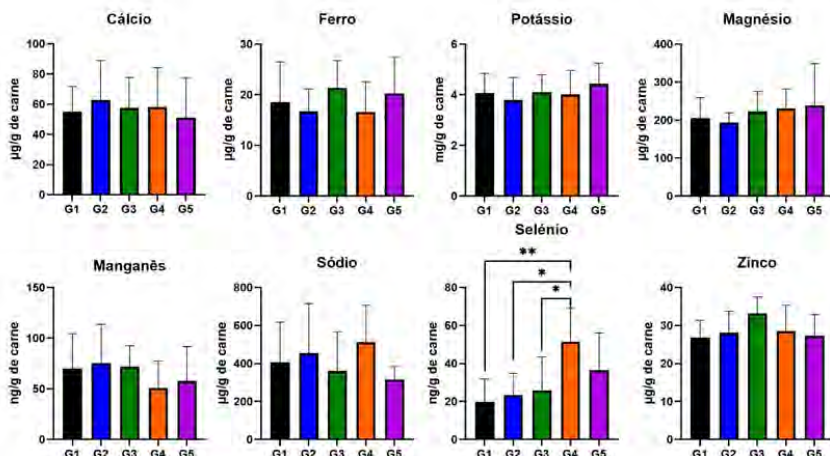 Cálcio
µg/g de carne
100
80
60
40
20
0
G1 G2 G3 G4 G5
Ferro
µg/g de carne
30
20
10
0
G1 G2 G3 G4 G5
Potássio
mg/g de carne
6
4
2
0
G1 G2 G3 G4 G5
Magnésio
µg/g de carne
400
300
200
100
0
G1 G2 G3 G4 G5
Manganês
ng/g de carne
150
100
50
0
G1 G2 G3 G4 G5
Sódio
µg/g de carne
800
600
400
200
0
G1 G2 G3 G4 G5
Selénio
ng/g de carne
80
60
40
20
0
**
*
*
G1 G2 G3 G4 G5
Zinco
µg/g de carne
40
30
20
10
0
G1 G2 G3 G4 G5